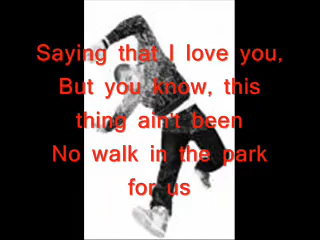 Saying that I love you,
But you know, this
thing ain't been
No walk in the park
for us